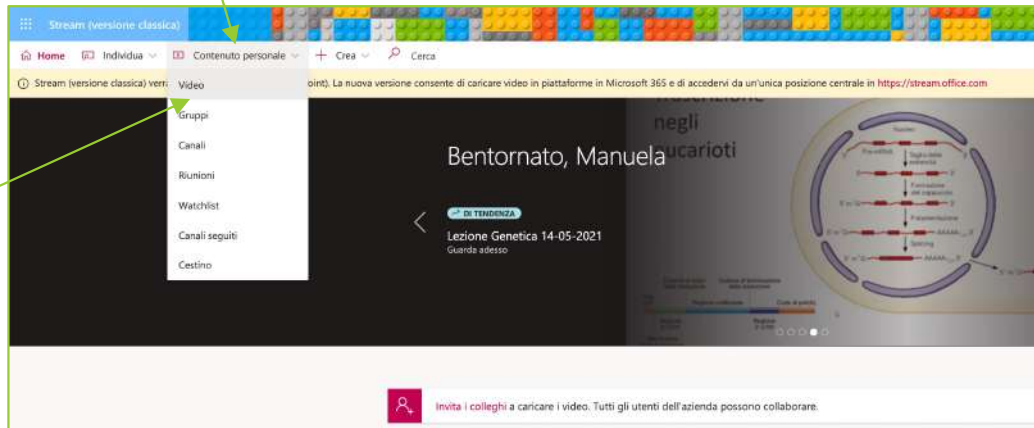 Stream (versione classica)
Home Individua Contenuto personale Crea Cerca
Stream (versione classica) verr point). La nuova versione consente di caricare video in piattaforme in Microsoft 365 e di accedervi da un'unica posizione centrale in https://stream.office.com
Video
Gruppi
Canali
Riunioni
Watchlist
Canali seguiti
Cestino
Bentornato, Manuela
DI TENDENZA
Lezione Genetica 14-05-2021
Guarda adesso
negli
eucarioti
Nucleo
Invita i colleghi a caricare i video. Tutti gli utenti dell'azienda possono collaborare.